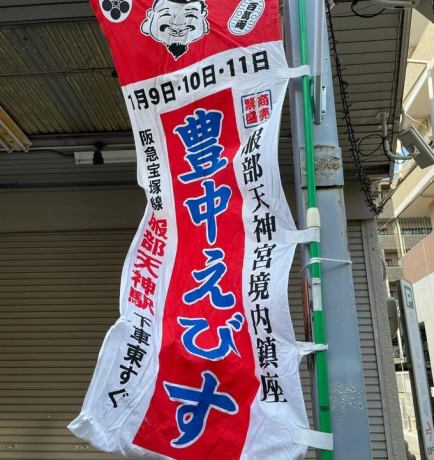 1月9日・10日・11日
商売繁盛
服部天神宮境内鎮座
豊中えびす
阪急宝塚線服部天神駅下車東すぐ